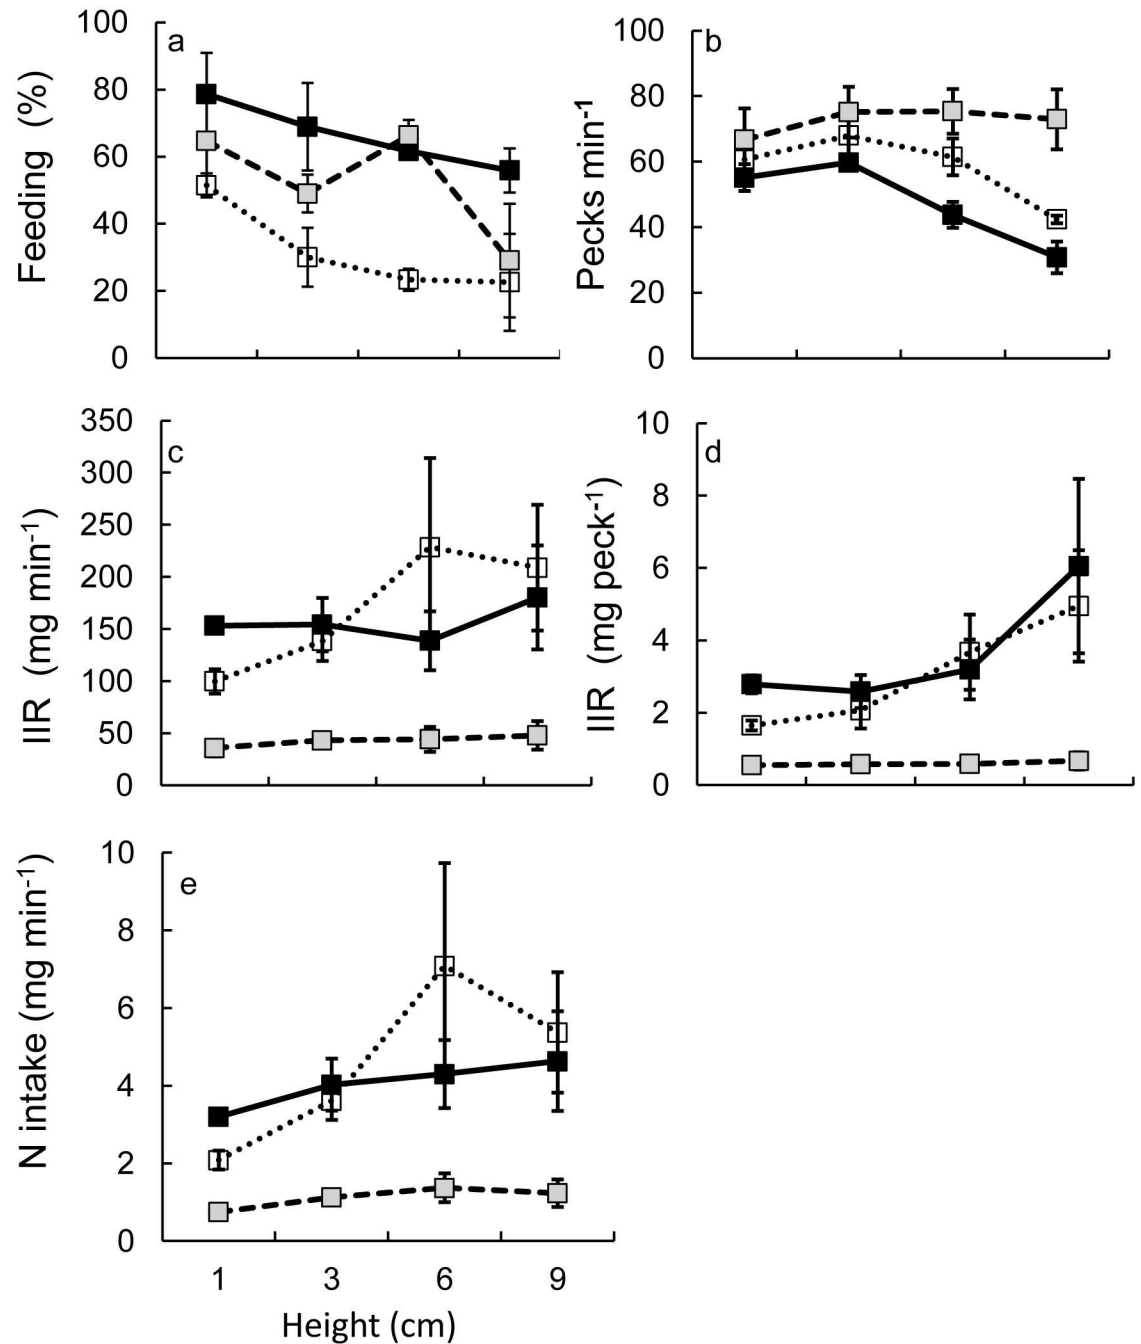 a
Feeding (%)
100
80
60
40
20
0
b
Pecks min⁻¹
100
80
60
40
20
0
c
IIR (mg min⁻¹)
350
300
250
200
150
100
50
0
d
IIR (mg peck⁻¹)
10
8
6
4
2
0
e
N intake (mg min⁻¹)
10
8
6
4
2
0
1 3 6 9
Height (cm)